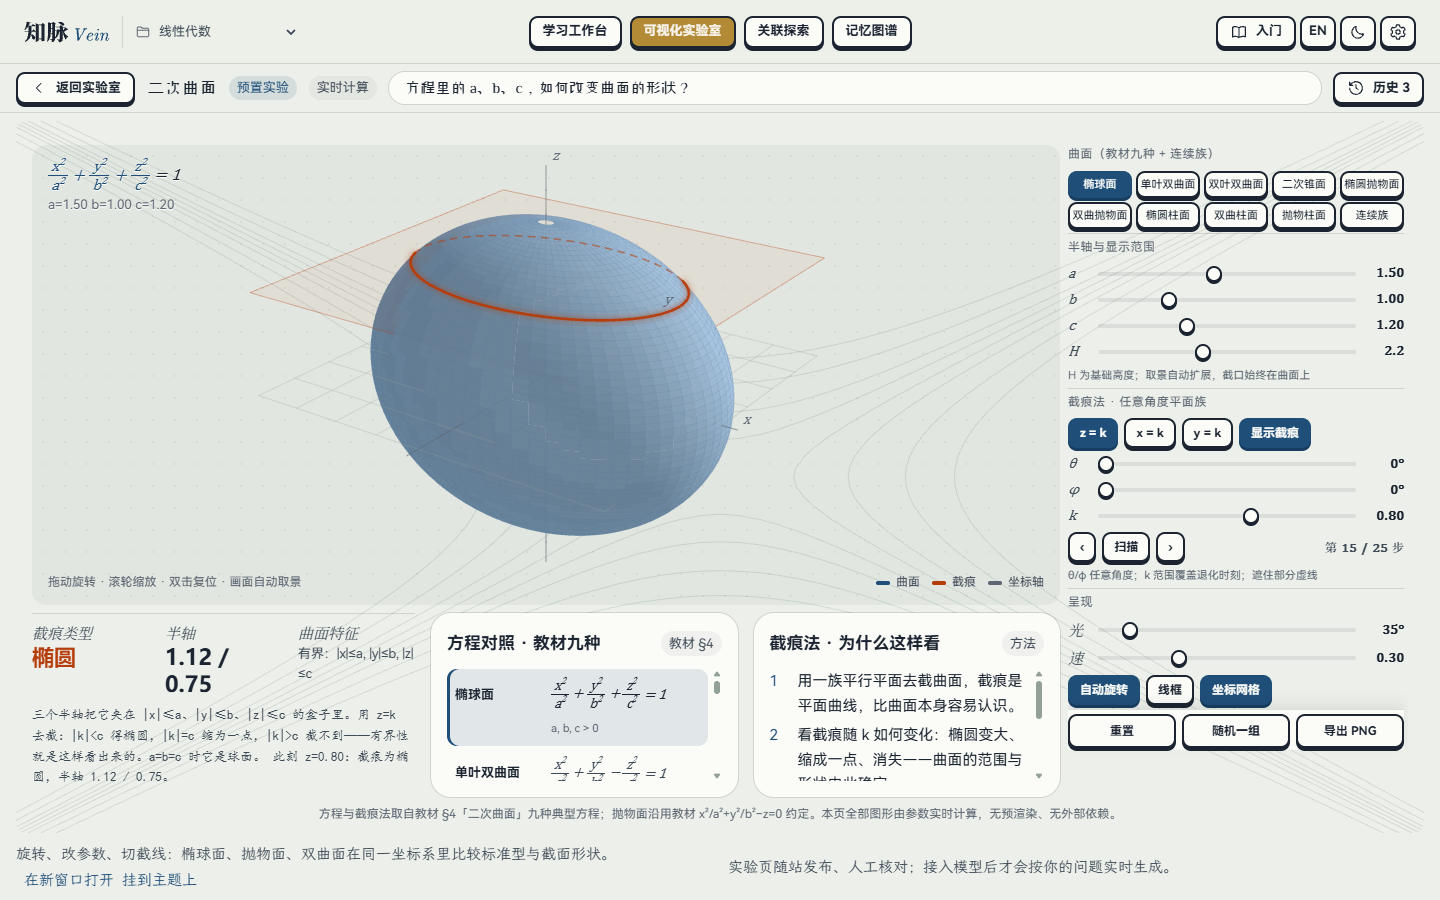 知脉 Vein 线性代数 学习工作台 可视化实验室 关联探索 记忆图谱 入门 EN
返回实验室 二次曲面 预置实验 实时计算 方程里的 a、b、c，如何改变曲面的形状？ 历史 3
x²/a² + y²/b² + z²/c² = 1
a=1.50 b=1.00 c=1.20
z
y
x
拖动旋转 · 滚轮缩放 · 双击复位 · 画面自动取景
曲面 截痕 坐标轴
曲面（教材九种 + 连续族）
椭球面 单叶双曲面 双叶双曲面 二次锥面 椭圆抛物面
双曲抛物面 椭圆柱面 双曲柱面 抛物柱面 连续族
半轴与显示范围
a 1.50
b 1.00
c 1.20
H 2.2
H 为基础高度；取景自动扩展，截口始终在曲面上
截痕法 · 任意角度平面族
z = k x = k y = k 显示截痕
θ 0°
φ 0°
k 0.80
‹ 扫描 › 第 15 / 25 步
θ/φ 任意角度；k 范围覆盖退化时刻；遮住部分虚线
呈现
光 35°
速 0.30
自动旋转 线框 坐标网格
重置 随机一组 导出 PNG
截痕类型
椭圆
半轴
1.12 /
0.75
曲面特征
有界：|x|≤a, |y|≤b, |z|
≤c
三个半轴把它夹在 |x|≤a、|y|≤b、|z|≤c 的盒子里。用 z=k
去截：|k|<c 得椭圆，|k|=c 缩为一点，|k|>c 截不到——有界性
就是这样看出来的。a=b=c 时它是球面。 此刻 z=0.80：截痕为椭
圆，半轴 1.12 / 0.75。
方程对照 · 教材九种 教材 §4
椭球面 x²/a² + y²/b² + z²/c² = 1
a, b, c > 0
单叶双曲面 x²/a² + y²/b² − z²/c² = 1
截痕法 · 为什么这样看 方法
1 用一族平行平面去截曲面，截痕是
平面曲线，比曲面本身容易认识。
2 看截痕随 k 如何变化：椭圆变大、
缩成一点、消失——曲面的范围与
形状由此确定
方程与截痕法取自教材 §4「二次曲面」九种典型方程；抛物面沿用教材 x²/a²+y²/b²−z=0 约定。本页全部图形由参数实时计算，无预渲染、无外部依赖。
旋转、改参数、切截线：椭球面、抛物面、双曲面在同一坐标系里比较标准型与截面形状。
在新窗口打开 挂到主题上
实验页随站发布、人工核对；接入模型后才会按你的问题实时生成。